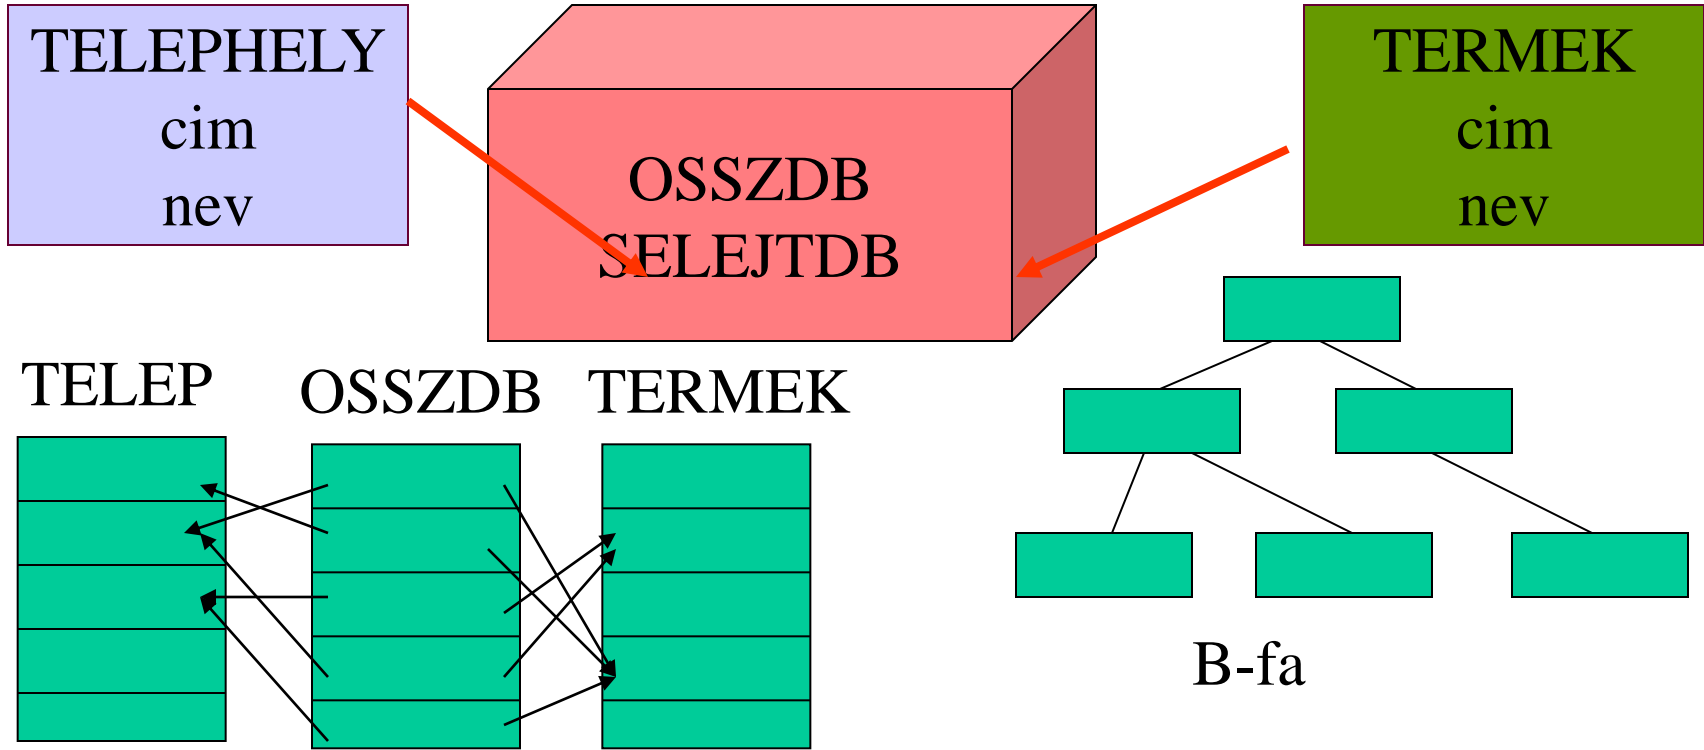 TELEPHELY
cim
nev
OSSZDB
SELEJTDB
TERMEK
cim
nev
TELEP
OSSZDB
TERMEK
B-fa